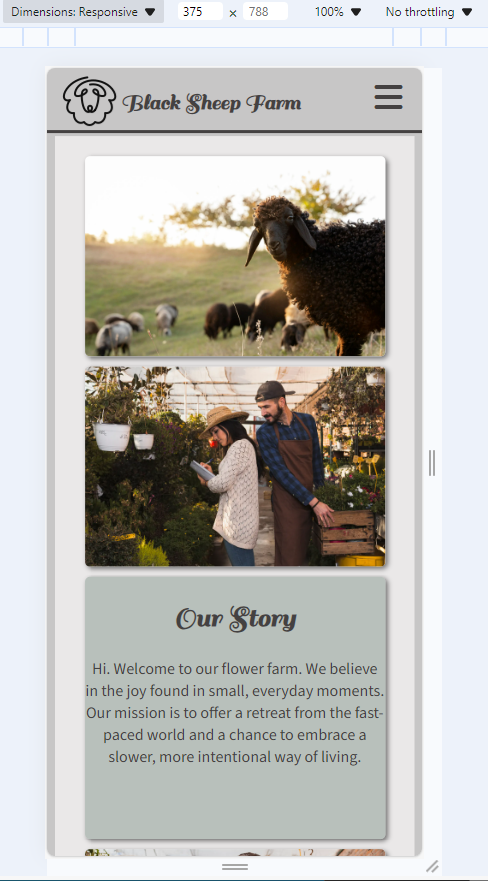 Dimensions: Responsive 375 × 788 100% No throttling
Black Sheep Farm
Our Story
Hi. Welcome to our flower farm. We believe
in the joy found in small, everyday moments.
Our mission is to offer a retreat from the fast-
paced world and a chance to embrace a
slower, more intentional way of living.